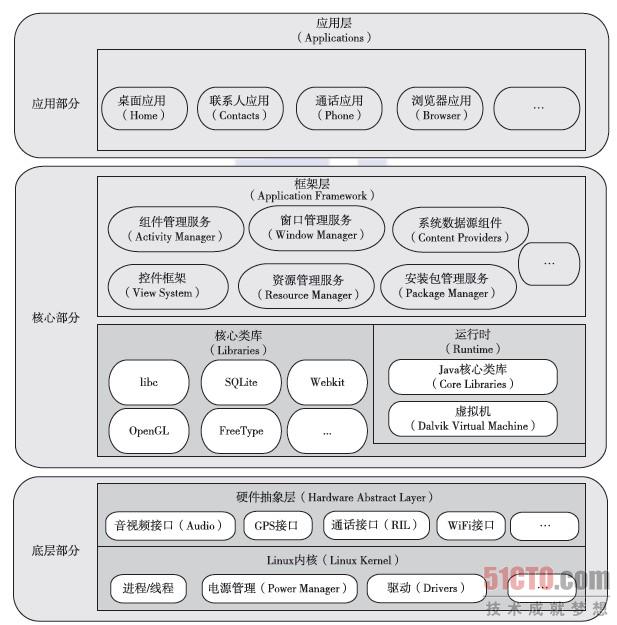 应用层
（Applications）
应用部分
桌面应用
（Home）
联系人应用
（Contacts）
通话应用
（Phone）
浏览器应用
（Browser）
...
框架层
（Application Framework）
组件管理服务
（Activity Manager）
窗口管理服务
（Window Manager）
系统数据源组件
（Content Providers）
...
控件框架
（View System）
资源管理服务
（Resource Manager）
安装包管理服务
（Package Manager）
核心部分
核心类库
（Libraries）
libc
SQLite
Webkit
OpenGL
FreeType
...
运行时
（Runtime）
Java核心类库
（Core Libraries）
虚拟机
（Dalvik Virtual Machine）
硬件抽象层（Hardware Abstract Layer）
音视频接口（Audio）
GPS接口
通话接口（RIL）
WiFi接口
...
底层部分
Linux内核（Linux Kernel）
进程/线程
电源管理（Power Manager）
驱动（Drivers）
...
51CTO.com
技术成就梦想